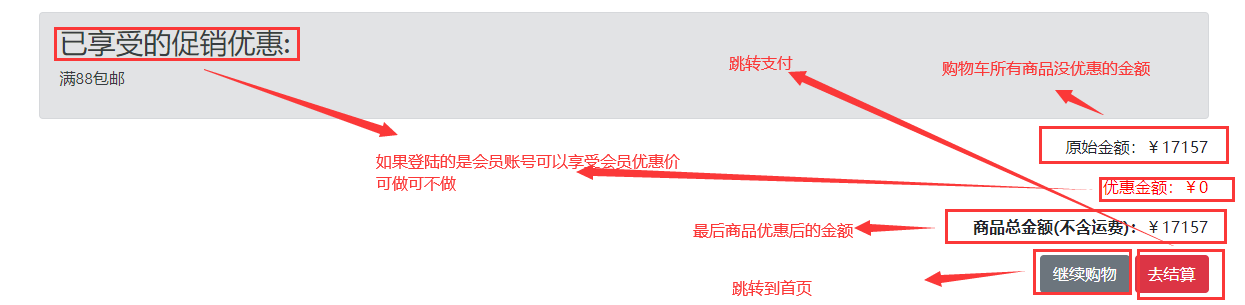 已享受的促销优惠:
满88包邮
跳转支付
购物车所有商品没优惠的金额
原始金额：￥17157
如果登陆的是会员账号可以享受会员优惠价
可做可不做
优惠金额：￥0
最后商品优惠后的金额
商品总金额(不含运费)：￥17157
跳转到首页
继续购物
去结算